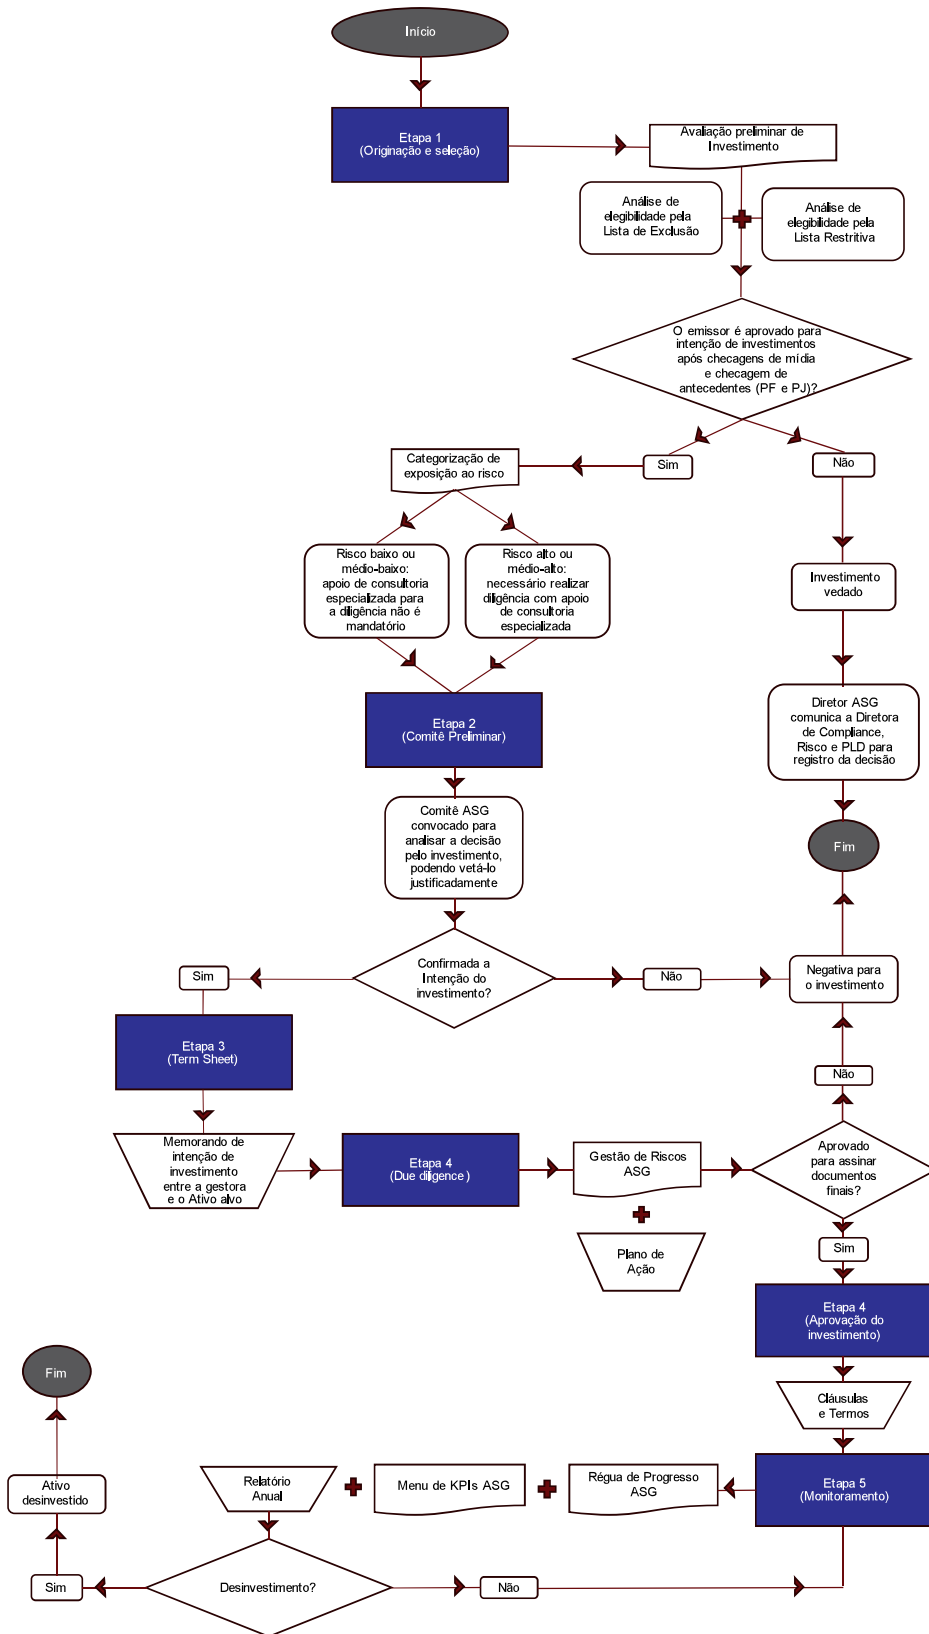 Início
Etapa 1
(Originação e seleção)
Avaliação preliminar de
Investimento
Análise de
elegibilidade pela
Lista de Exclusão
Análise de
elegibilidade pela
Lista Restritiva
O emissor é aprovado para
intenção de investimentos
após checagens de mídia
e checagem de
antecedentes (PF e PJ)?
Sim
Não
Categorização de
exposição ao risco
Risco baixo ou
médio-baixo:
apoio de consultoria
especializada para
a diligência não é
mandatório
Risco alto ou
médio-alto:
necessário realizar
diligência com apoio
de consultoria
especializada
Investimento
vedado
Diretor ASG
comunica a Diretora
de Compliance,
Risco e PLD para
registro da decisão
Fim
Etapa 2
(Comitê Preliminar)
Comitê ASG
convocado para
analisar a decisão
pelo investimento,
podendo vetá-lo
justificadamente
Confirmada a
Intenção do
investimento?
Sim
Não
Negativa para
o investimento
Etapa 3
(Term Sheet)
Memorando de
intenção de
investimento
entre a gestora
e o Ativo alvo
Etapa 4
(Due diligence)
Gestão de Riscos
ASG
Plano de
Ação
Não
Aprovado
para assinar
documentos
finais?
Sim
Etapa 4
(Aprovação do
investimento)
Cláusulas
e Termos
Etapa 5
(Monitoramento)
Régua de Progresso
ASG
Menu de KPIs ASG
Relatório
Anual
Desinvestimento?
Não
Sim
Ativo
desinvestido
Fim